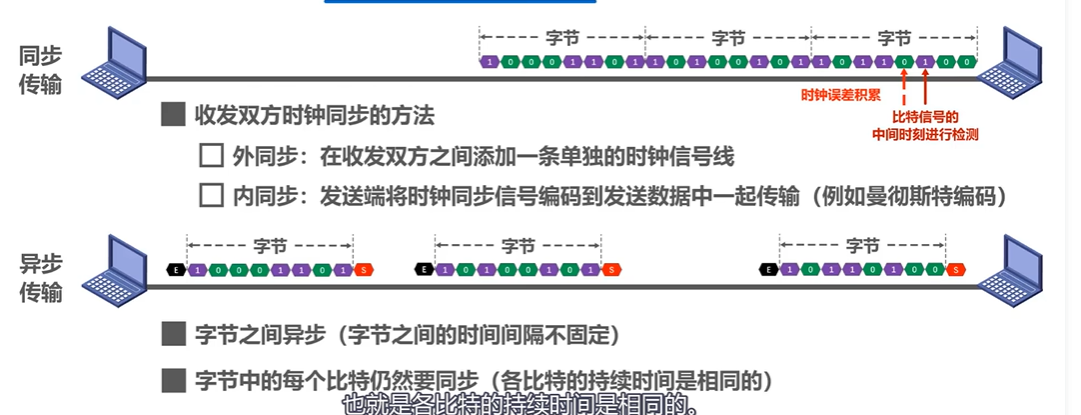 同步
传输
字节 字节 字节
1 0 0 0 1 1 0 1 1 0 1 0 0 1 0 1 1 0 1 1 0 1 0 0
时钟误差积累
比特信号的
中间时刻进行检测
收发双方时钟同步的方法
外同步：在收发双方之间添加一条单独的时钟信号线
内同步：发送端将时钟同步信号编码到发送数据中一起传输（例如曼彻斯特编码）
异步
传输
字节 字节 字节
E 1 0 0 0 1 1 0 1 S E 1 0 1 0 0 1 0 1 S E 1 0 1 1 0 1 0 0 S
字节之间异步（字节之间的时间间隔不固定）
字节中的每个比特仍然要同步（各比特的持续时间是相同的）
也就是各比特的持续时间是相同的。